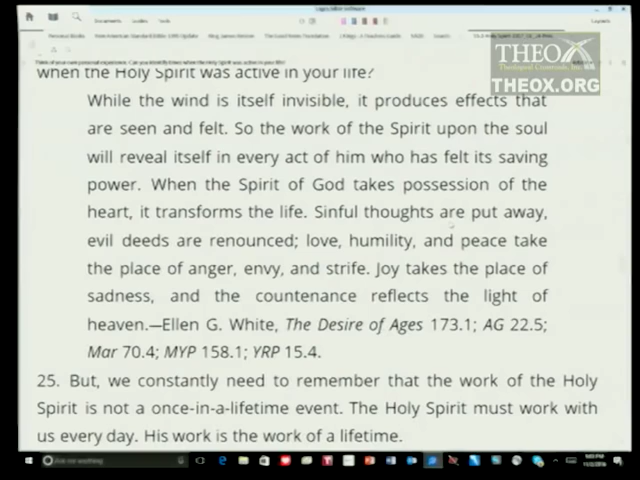 Documents Guides Tools
THEOX
THEOX.ORG
when the Holy Spirit was active in your life?
While the wind is itself invisible, it produces effects that
are seen and felt. So the work of the Spirit upon the soul
will reveal itself in every act of him who has felt its saving
power. When the Spirit of God takes possession of the
heart, it transforms the life. Sinful thoughts are put away,
evil deeds are renounced; love, humility, and peace take
the place of anger, envy, and strife. Joy takes the place of
sadness, and the countenance reflects the light of
heaven.—Ellen G. White, The Desire of Ages 173.1; AG 22.5;
Mar 70.4; MYP 158.1; YRP 15.4.
25. But, we constantly need to remember that the work of the Holy
Spirit is not a once-in-a-lifetime event. The Holy Spirit must work with
us every day. His work is the work of a lifetime.
Ask me anything